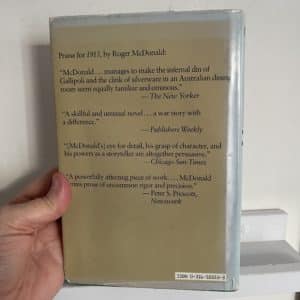 Praise for 1915, by Roger McDonald:
"McDonald . . . manages to make the infernal din of
Gallipoli and the clink of silverware in an Australian dining
room seem equally familiar and ominous."
—The New Yorker
"A skillful and unusual novel . . . a war story with
a difference."
—Publishers Weekly
"[McDonald's] eye for detail, his grasp of character, and
his powers as a storyteller are altogether persuasive."
—Chicago Sun-Times
"A powerfully affecting piece of work. . . . McDonald
writes prose of uncommon rigor and precision."
—Peter S. Prescott,
Newsweek
ISBN 0-316-